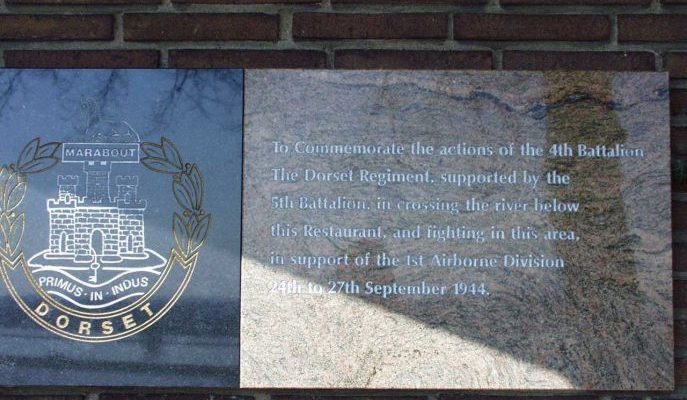 MARABOUT
PRIMUS · IN · INDUS
DORSET
To Commemorate the actions of the 4th Battalion
The Dorset Regiment, supported by the
5th Battalion, in crossing the river below
this Restaurant, and fighting in this area,
in support of the 1st Airborne Division
24th to 27th September 1944.